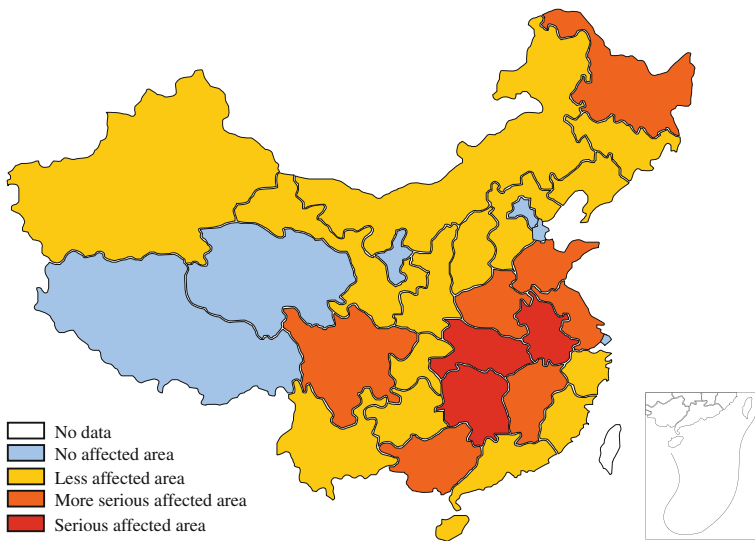 No data
No affected area
Less affected area
More serious affected area
Serious affected area